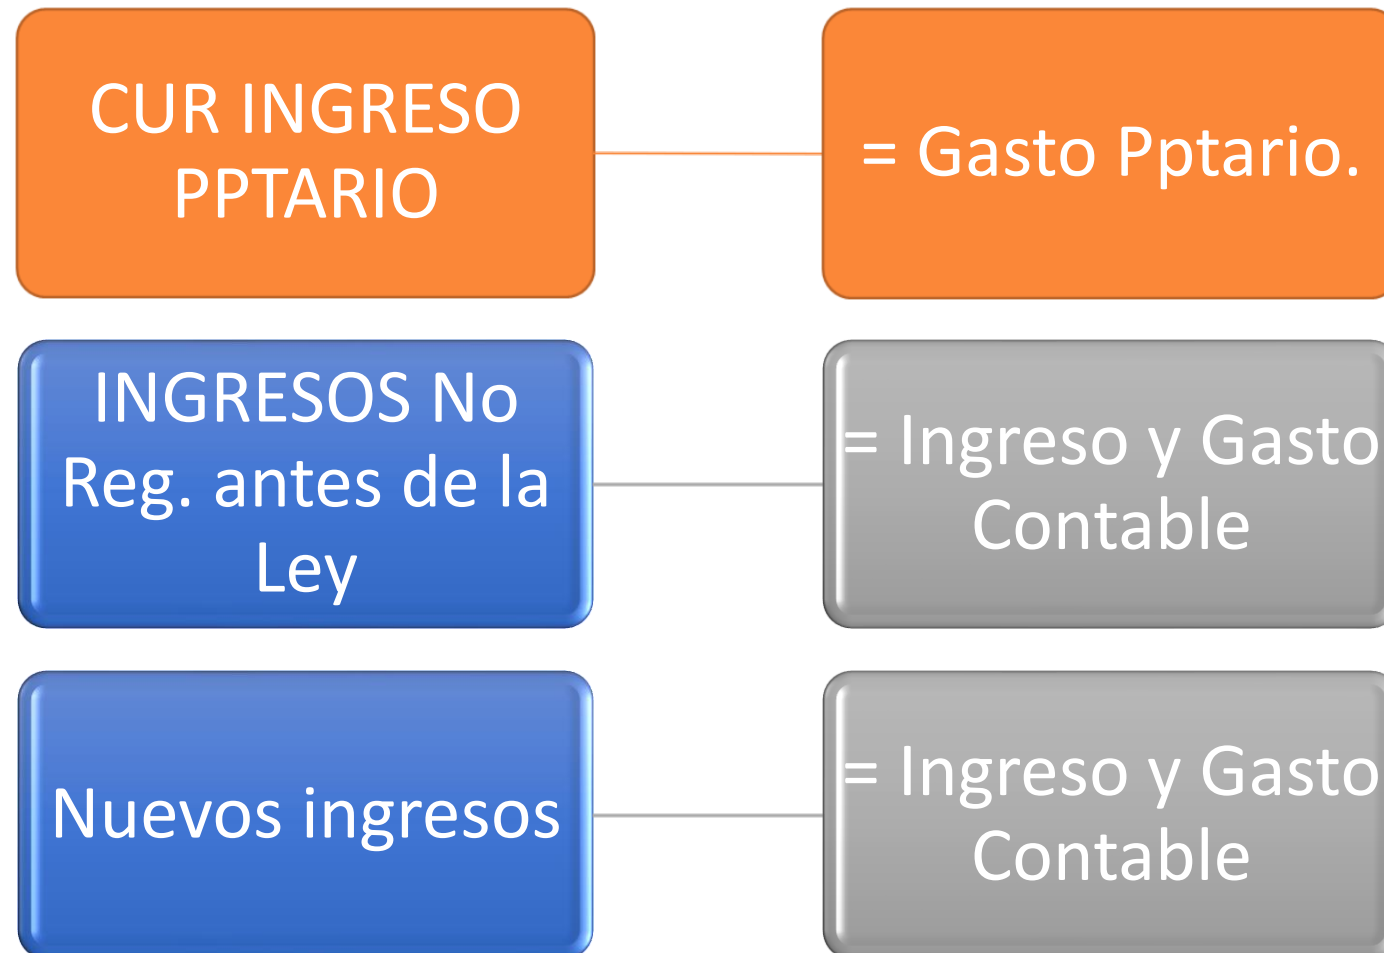 CUR INGRESO
PPTARIO
= Gasto Pptario.
INGRESOS No
Reg. antes de la
Ley
= Ingreso y Gasto
Contable
Nuevos ingresos
= Ingreso y Gasto
Contable